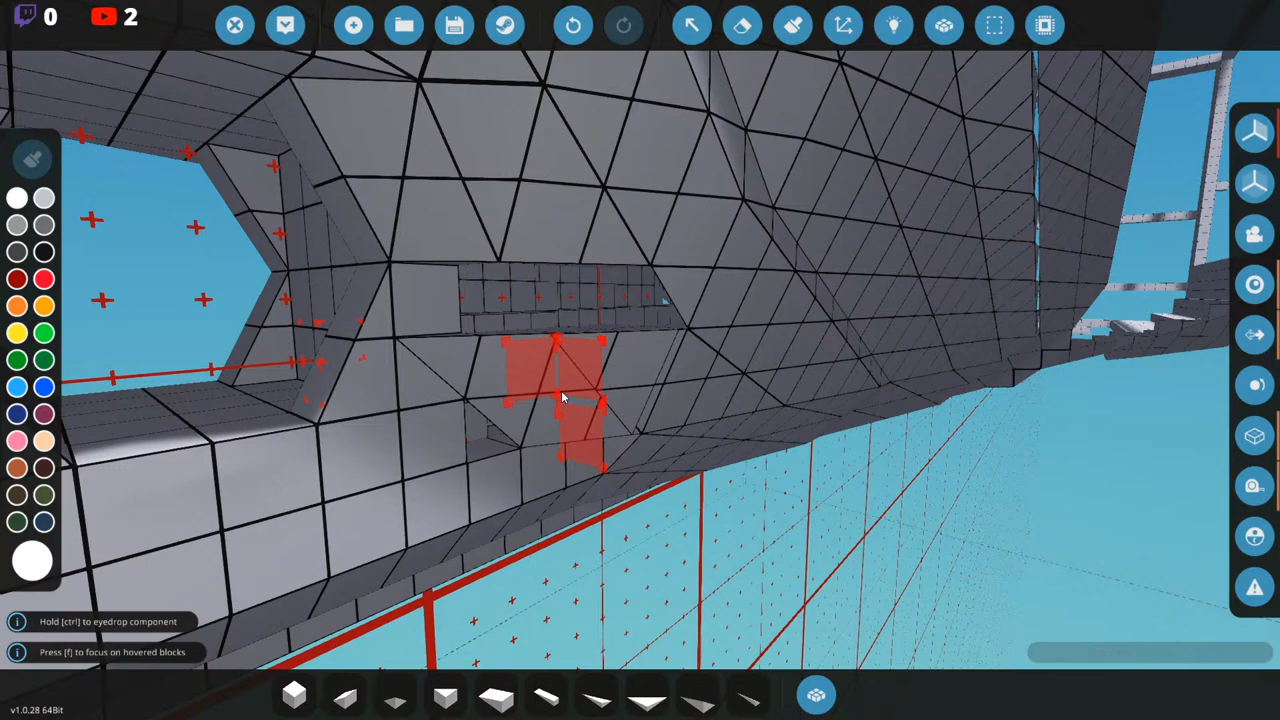 0
2
Hold [ctrl] to eyedrop component
Press [f] to focus on hovered blocks
v1.0.28 64Bit